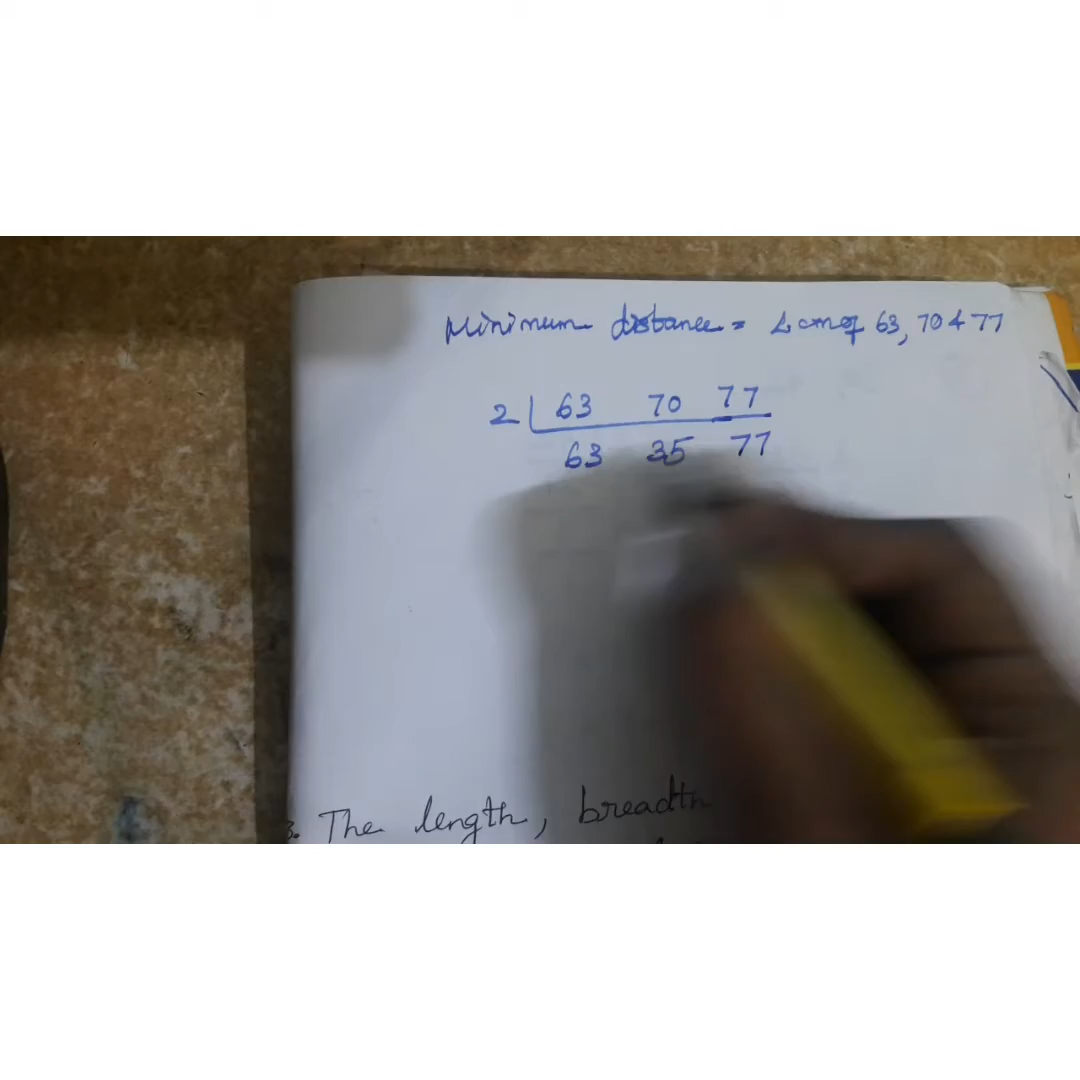 Minimum distance = Lcm of 63, 70 & 77
2 | 63 70 77
63 35 77
3. The length, breadth